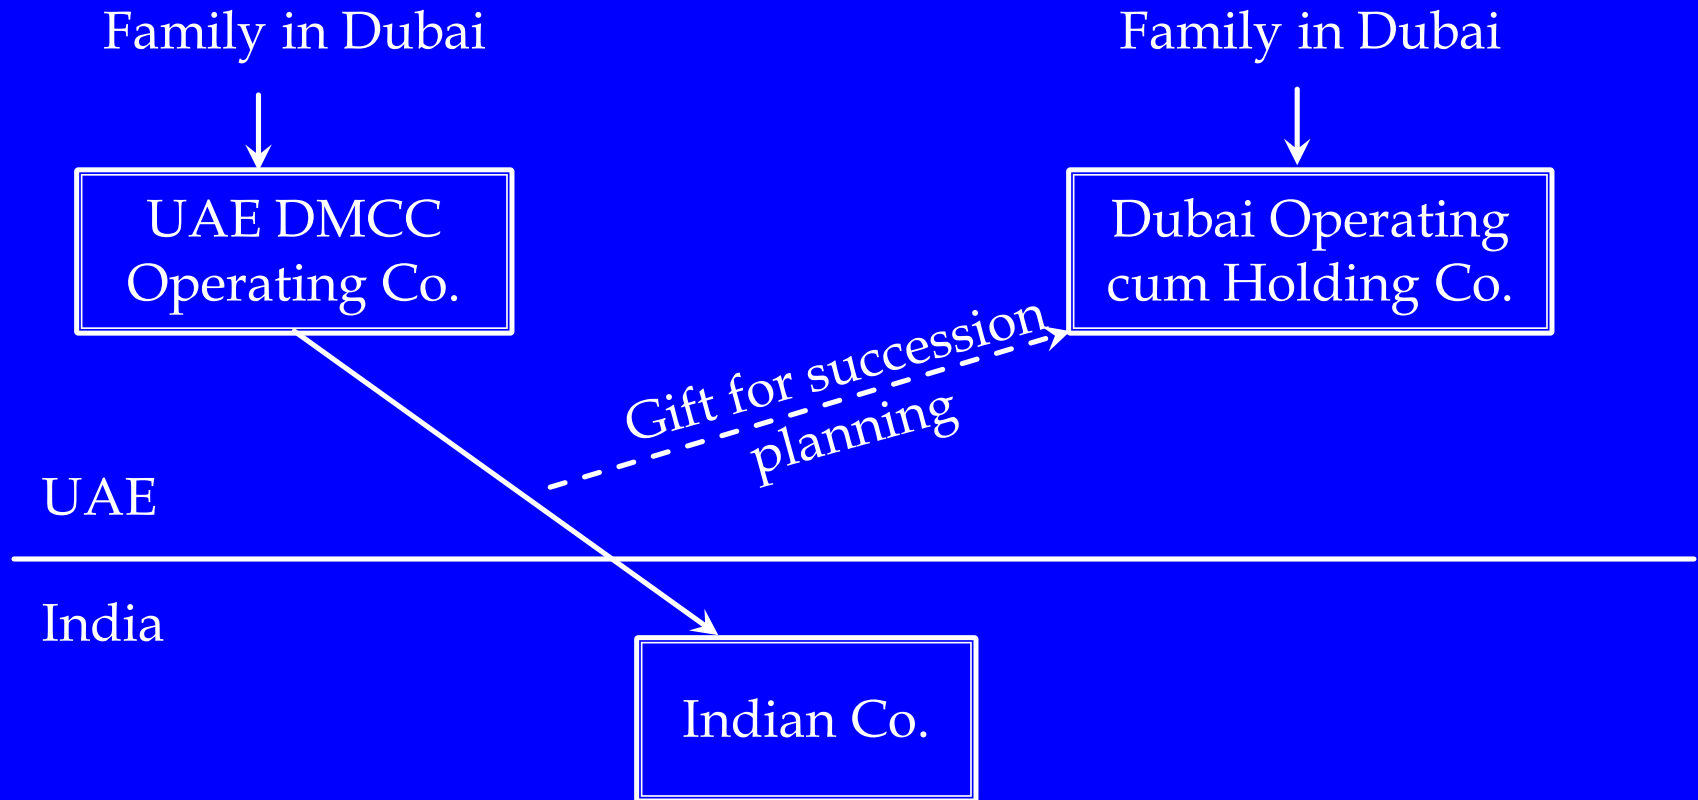 Family in Dubai
Family in Dubai
UAE DMCC
Operating Co.
Dubai Operating
cum Holding Co.
Gift for succession
planning
UAE
India
Indian Co.